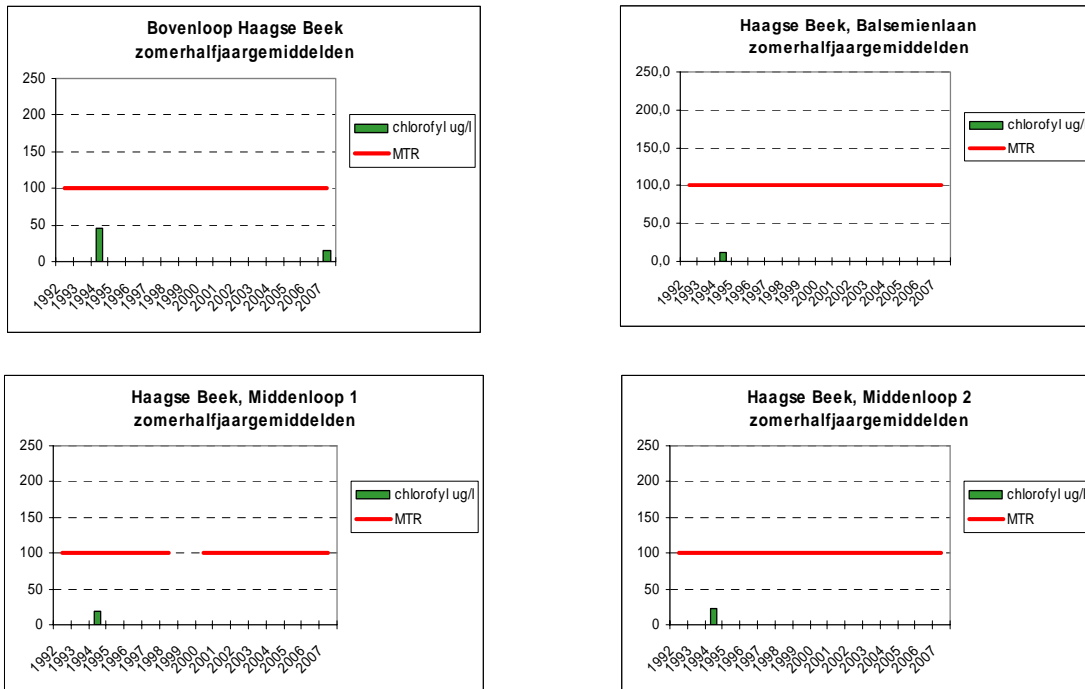 Bovenloop Haagse Beek
zomerhalfjaargemiddelden
250
200
150
100
50
0
1992 1993 1994 1995 1996 1997 1998 1999 2000 2001 2002 2003 2004 2005 2006 2007
chlorofyl ug/l
MTR
Haagse Beek, Balsemienlaan
zomerhalfjaargemiddelden
250,0
200,0
150,0
100,0
50,0
0,0
1992 1993 1994 1995 1996 1997 1998 1999 2000 2001 2002 2003 2004 2005 2006 2007
chlorofyl ug/l
MTR
Haagse Beek, Middenloop 1
zomerhalfjaargemiddelden
250
200
150
100
50
0
1992 1993 1994 1995 1996 1997 1998 1999 2000 2001 2002 2003 2004 2005 2006 2007
chlorofyl ug/l
MTR
Haagse Beek, Middenloop 2
zomerhalfjaargemiddelden
250
200
150
100
50
0
1992 1993 1994 1995 1996 1997 1998 1999 2000 2001 2002 2003 2004 2005 2006 2007
chlorofyl ug/l
MTR